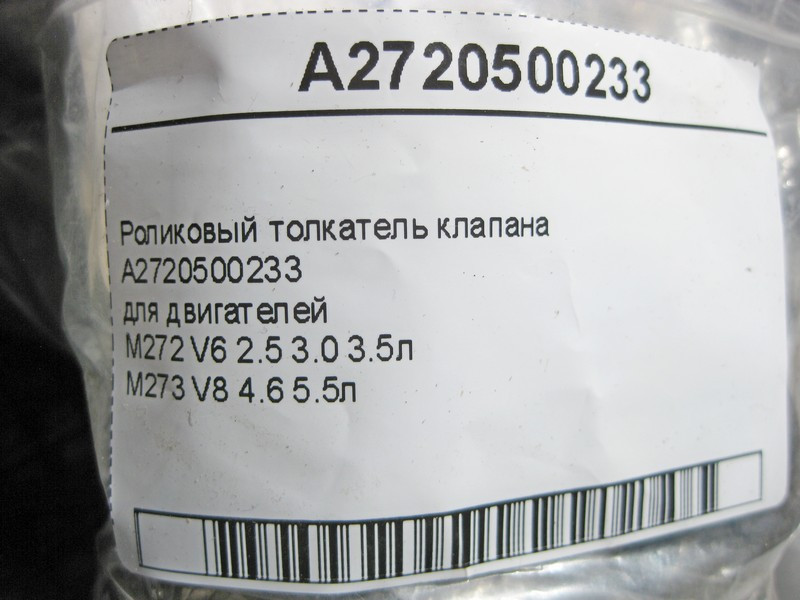 A2720500233
Роликовый толкатель клапана
A2720500233
для двигателей
M272 V6 2.5 3.0 3.5л
M273 V8 4.6 5.5л